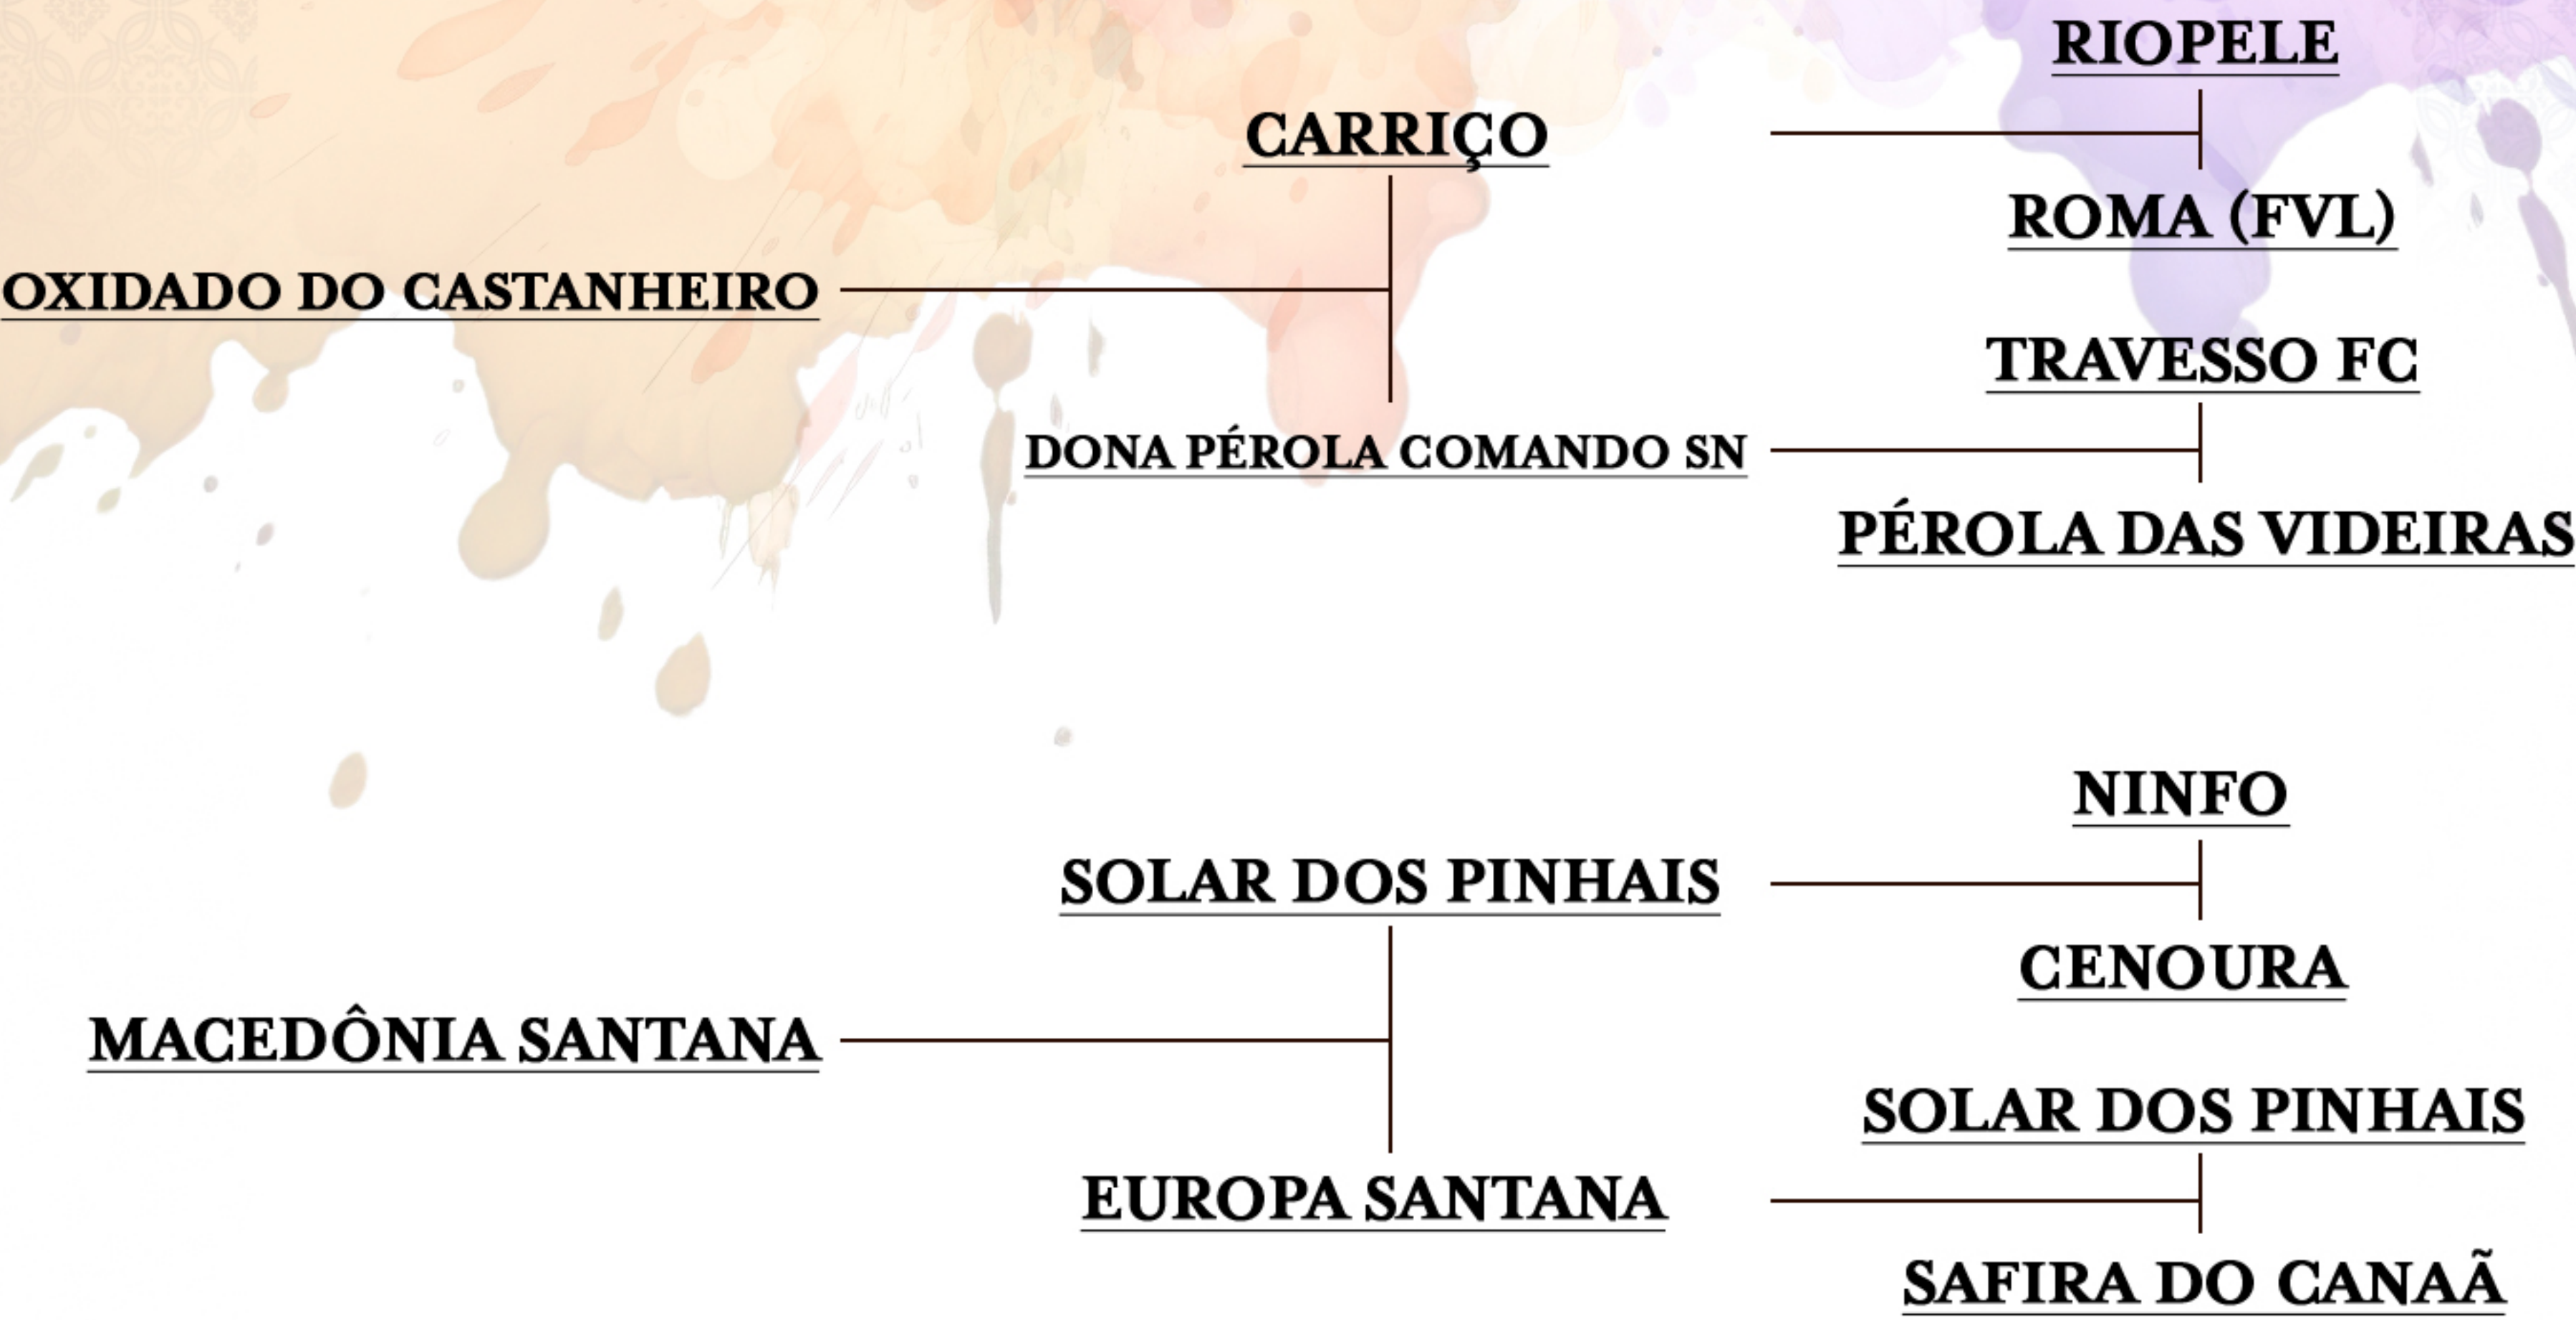 RIOPELE
CARRIÇO
ROMA (FVL)
OXIDADO DO CASTANHEIRO
TRAVESSO FC
DONA PÉROLA COMANDO SN
PÉROLA DAS VIDEIRAS
NINFO
SOLAR DOS PINHAIS
CENOURA
MACEDÔNIA SANTANA
SOLAR DOS PINHAIS
EUROPA SANTANA
SAFIRA DO CANAÃ